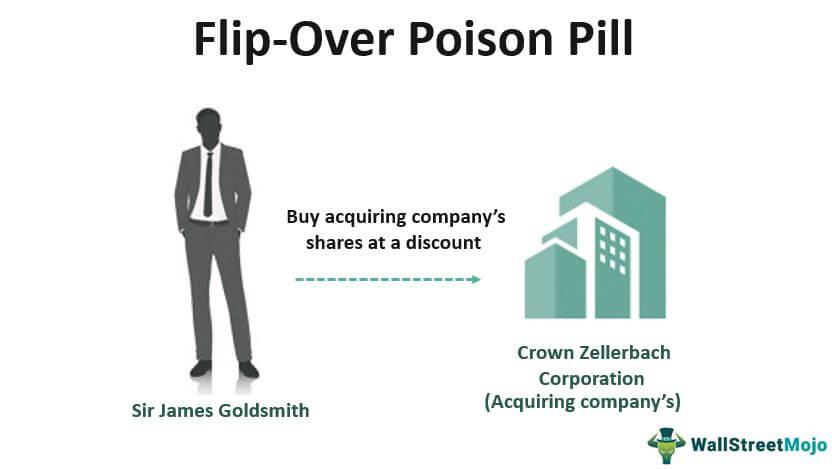 Flip-Over Poison Pill
Buy acquiring company’s
shares at a discount
Crown Zellerbach
Corporation
(Acquiring company’s)
Sir James Goldsmith
WallStreetMojo